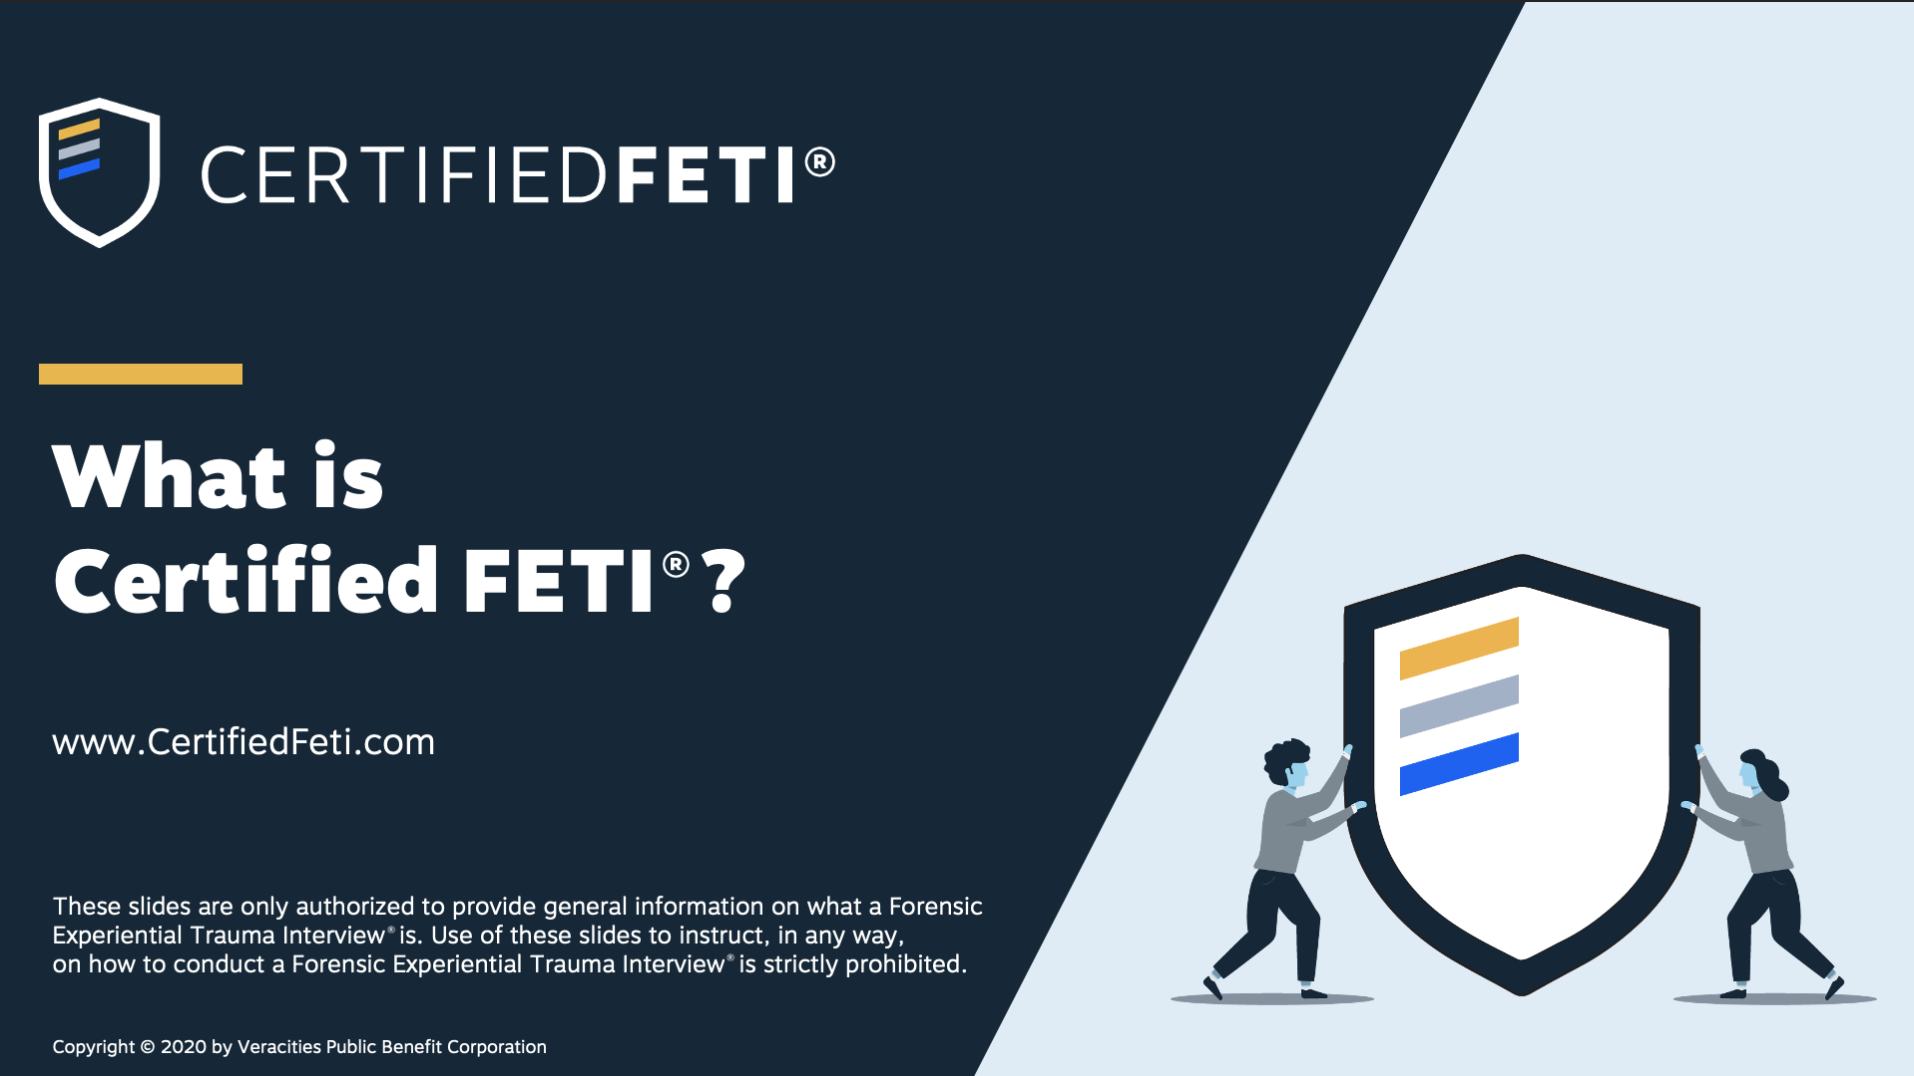 CERTIFIEDFETI®
What is
Certified FETI® ?
www.CertifiedFeti.com
These slides are only authorized to provide general information on what a Forensic
Experiential Trauma Interview® is. Use of these slides to instruct, in any way,
on how to conduct a Forensic Experiential Trauma Interview® is strictly prohibited.
Copyright © 2020 by Veracities Public Benefit Corporation